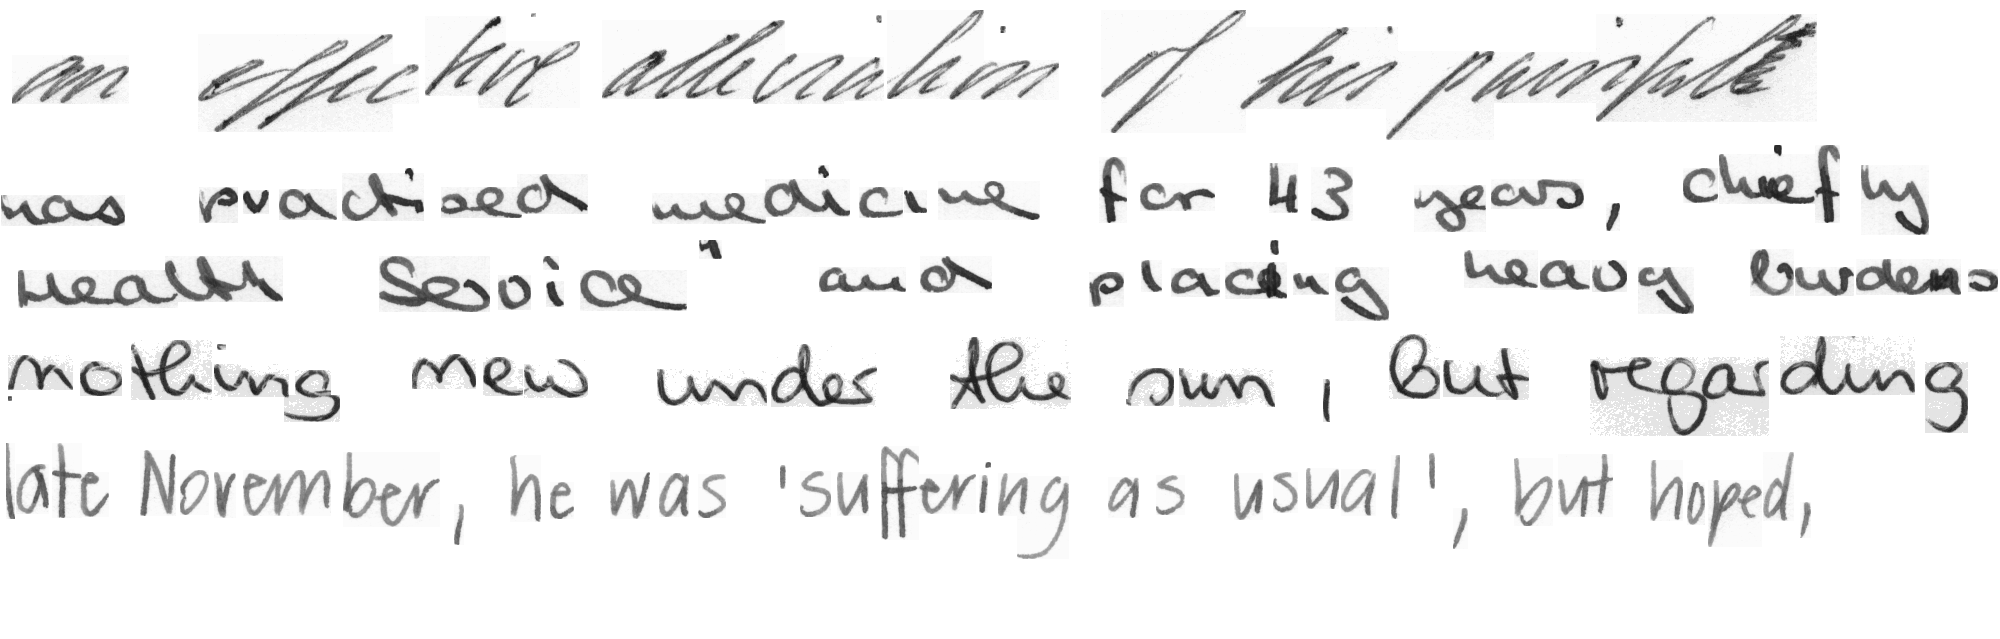 an effective alleviation of his painful
has practised medicine for 43 years, chiefly
Health Service" and placing heavy burdens
nothing new under the sun, but regarding
late November, he was 'suffering as usual', but hoped,